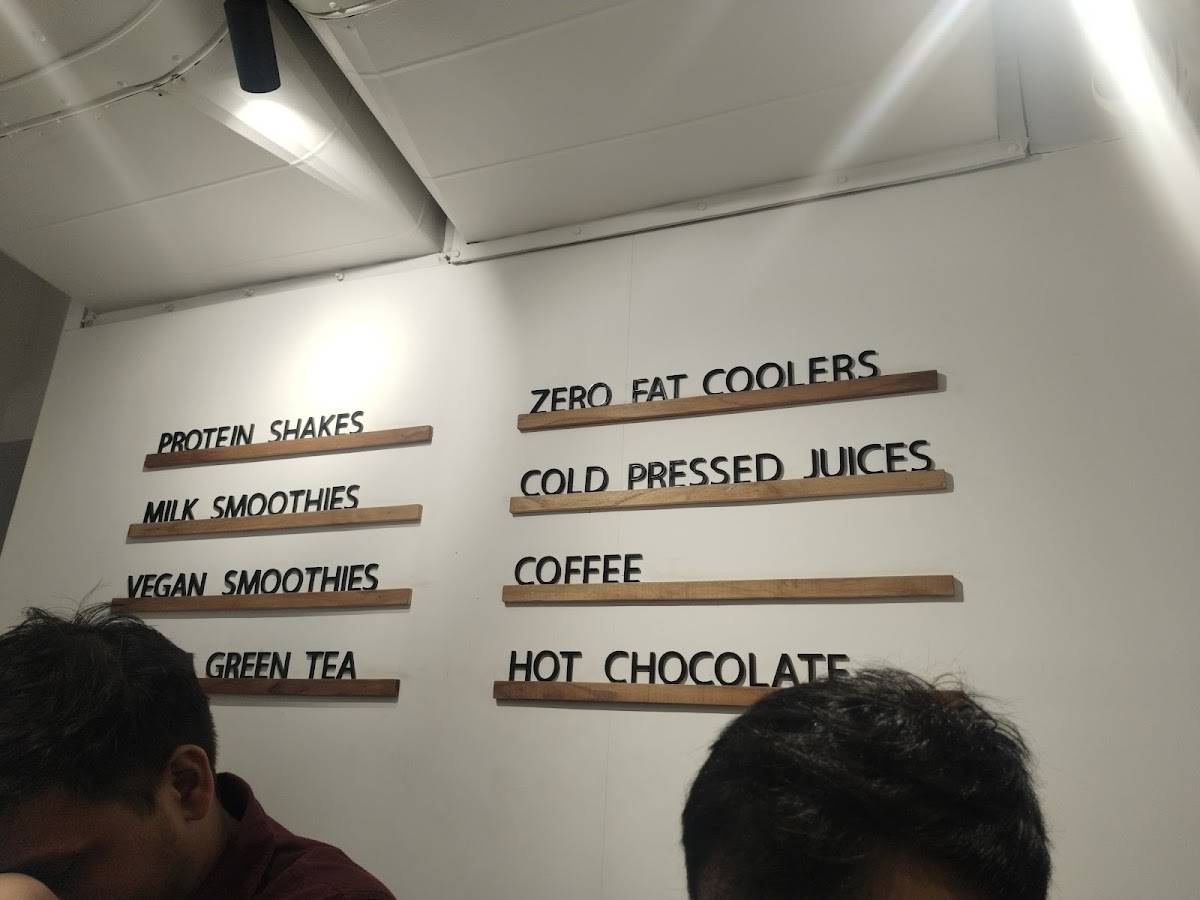 PROTEIN SHAKES
MILK SMOOTHIES
VEGAN SMOOTHIES
GREEN TEA
ZERO FAT COOLERS
COLD PRESSED JUICES
COFFEE
HOT CHOCOLATE